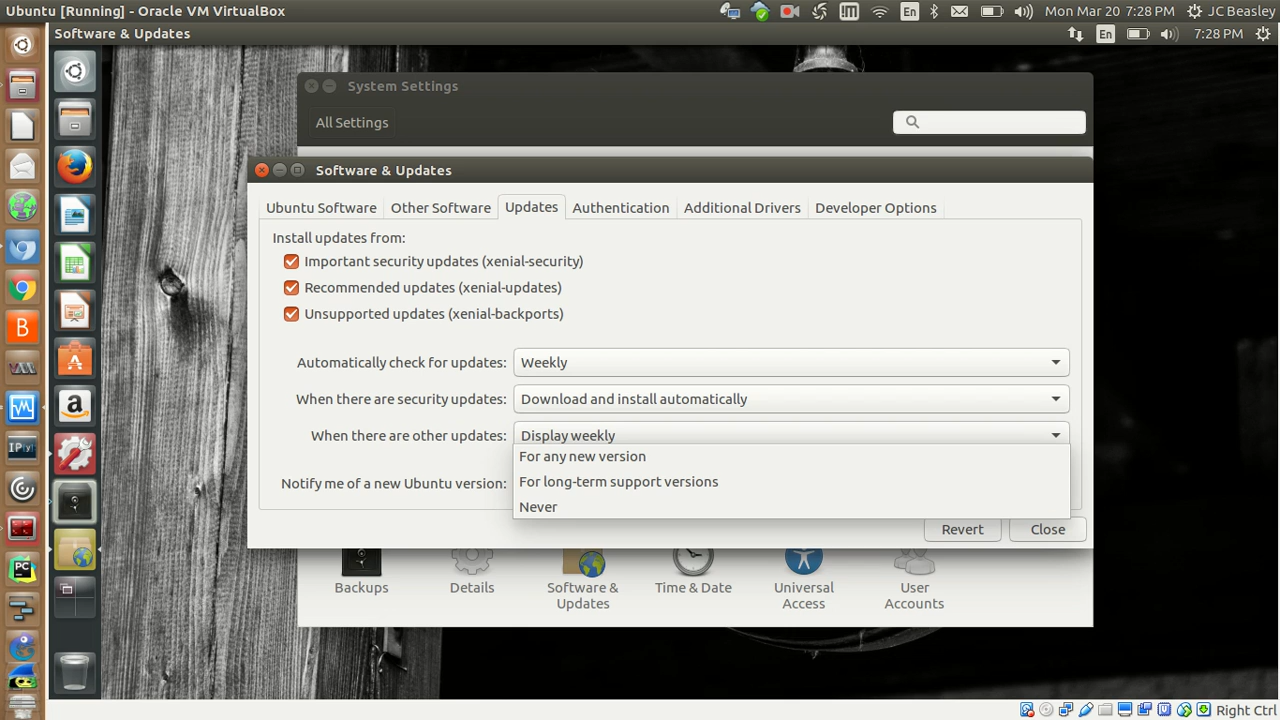 Ubuntu [Running] - Oracle VM VirtualBox
En
Mon Mar 20 7:28 PM
JC Beasley
Software & Updates
En
7:28 PM
System Settings
All Settings
Software & Updates
Ubuntu Software
Other Software
Updates
Authentication
Additional Drivers
Developer Options
Install updates from:
Important security updates (xenial-security)
Recommended updates (xenial-updates)
Unsupported updates (xenial-backports)
Automatically check for updates: Weekly
When there are security updates: Download and install automatically
When there are other updates: Display weekly
For any new version
For long-term support versions
Notify me of a new Ubuntu version:
Never
Revert
Close
Backups
Details
Software &
Updates
Time & Date
Universal
Access
User
Accounts
B
a
IP[y]
PC
Right Ctrl